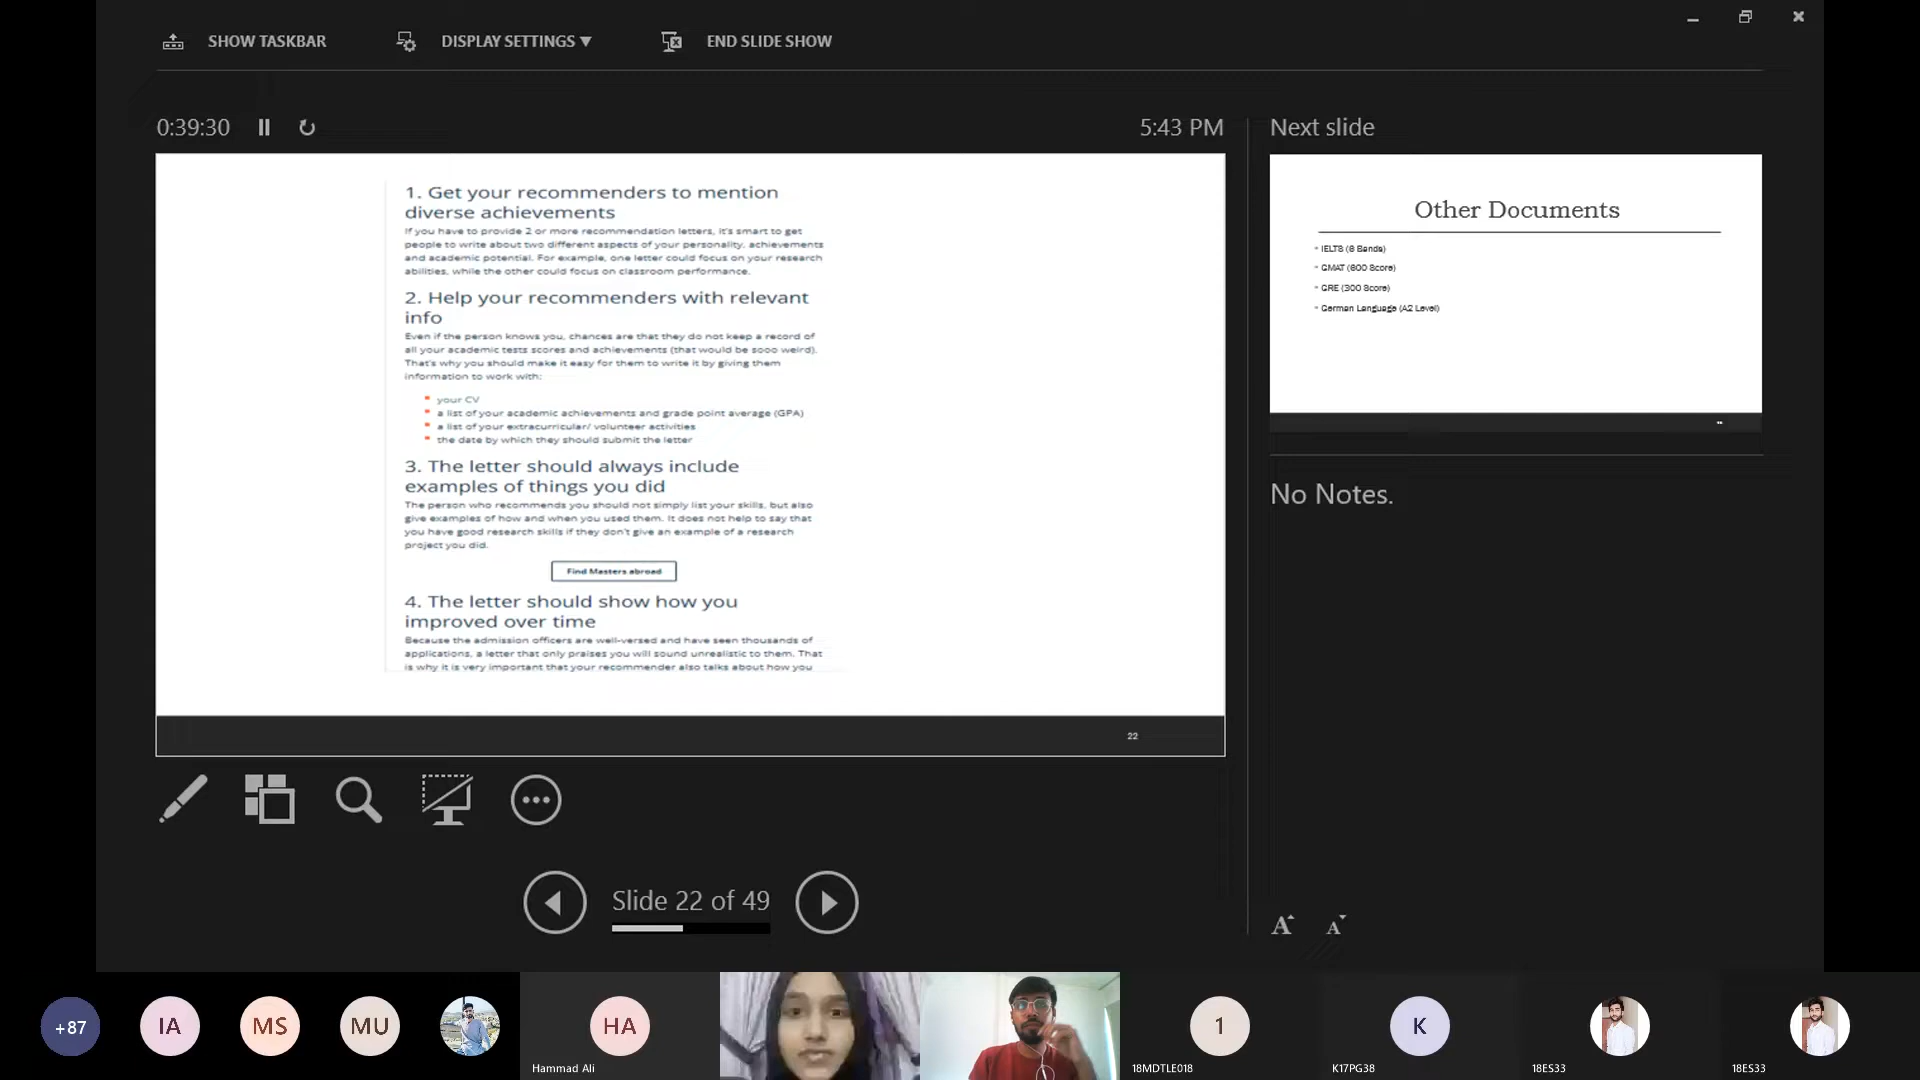 SHOW TASKBAR
DISPLAY SETTINGS
END SLIDE SHOW
0:39:30
5:43 PM
Next slide
1. Get your recommenders to mention
diverse achievements
If you have to provide 2 or more recommendation letters, it's smart to get
people to write about two different aspects of your personality, achievements
and academic potential. For example, one letter could focus on your research
abilities, while the other could focus on classroom performance.
2. Help your recommenders with relevant
info
Even if the person knows you, chances are that they do not keep a record of
all your academic tests scores and achievements (that would be sooo weird).
That's why you should make it easy for them to write it by giving them
information to work with:
your CV
a list of your academic achievements and grade point average (GPA)
a list of your extracurricular/ volunteer activities
the date by which they should submit the letter
3. The letter should always include
examples of things you did
The person who recommends you should not simply list your skills, but also
give examples of how and when you used them. It does not help to say that
you have good research skills if they don't give an example of a research
project you did.
Find Masters abroad
4. The letter should show how you
improved over time
Because the admission officers are well-versed and have seen thousands of
applications, a letter that only praises you will sound unrealistic to them. That
is why it is very important that your recommender also talks about how you
22
Other Documents
IELTS (6 Bands)
GMAT (600 Score)
GRE (300 Score)
German Language (A2 Level)
No Notes.
Slide 22 of 49
A A
+87
IA
MS
MU
HA
Hammad Ali
1
18MDTLE018
K
K17PG38
18ES33
18ES33